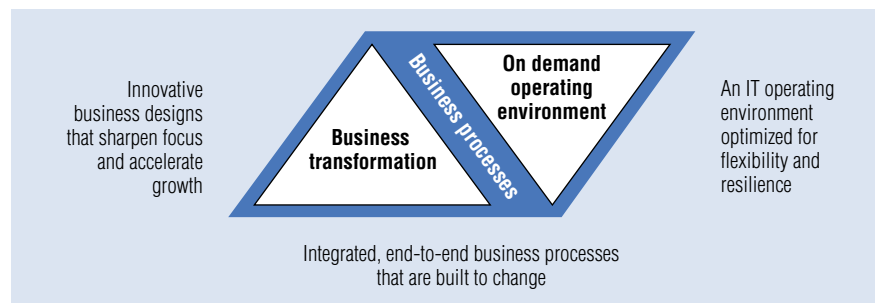 Innovative
business designs
that sharpen focus
and accelerate
growth
Business
transformation
Business processes
On demand
operating
environment
An IT operating
environment
optimized for
flexibility and
resilience
Integrated, end-to-end business processes
that are built to change